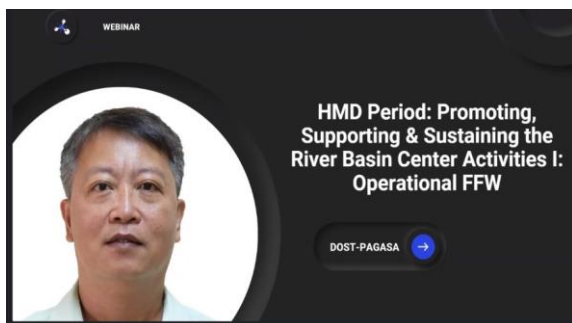 WEBINAR
HMD Period: Promoting,
Supporting & Sustaining the
River Basin Center Activities I:
Operational FFW
DOST-PAGASA